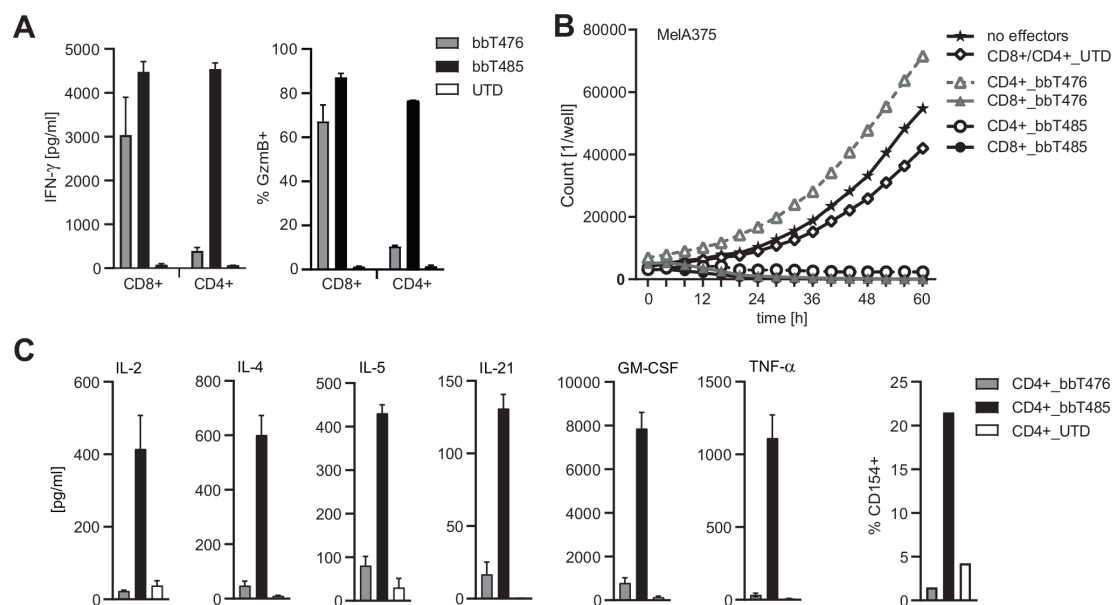 A
5000
4000
3000
2000
1000
0
IFN-γ [pg/ml]
CD8+ CD4+
100
80
60
40
20
0
% GzmB+
CD8+ CD4+
bbT476
bbT485
UTD
B
MelA375
80000
60000
40000
20000
0
Count [1/well]
0 12 24 36 48 60
time [h]
no effectors
CD8+/CD4+_UTD
CD4+_bbT476
CD8+_bbT476
CD4+_bbT485
CD8+_bbT485
C
[pg/ml]
IL-2
600
400
200
0
IL-4
800
600
400
200
0
IL-5
500
400
300
200
100
0
IL-21
150
100
50
0
GM-CSF
10000
8000
6000
4000
2000
0
TNF-α
1500
1000
500
0
25
20
15
10
5
0
% CD154+
CD4+_bbT476
CD4+_bbT485
CD4+_UTD